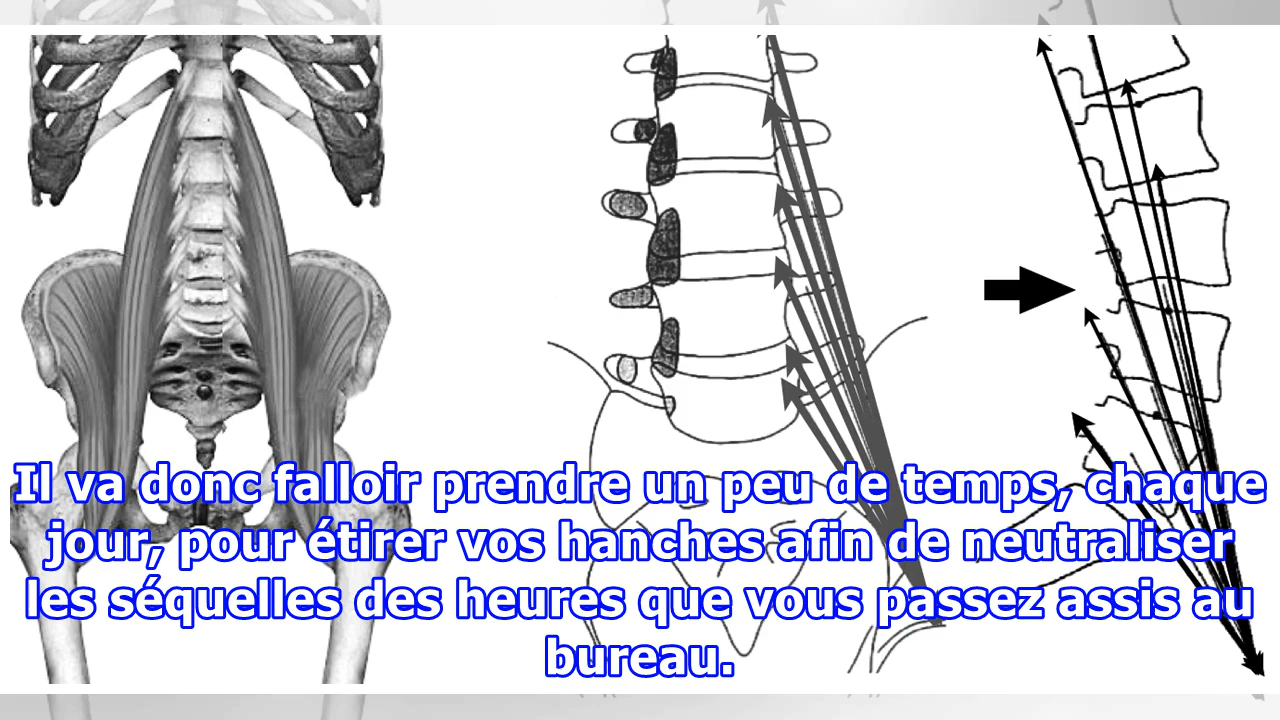 Il va donc falloir prendre un peu de temps, chaque
jour, pour étirer vos hanches afin de neutraliser
les séquelles des heures que vous passez assis au
bureau.